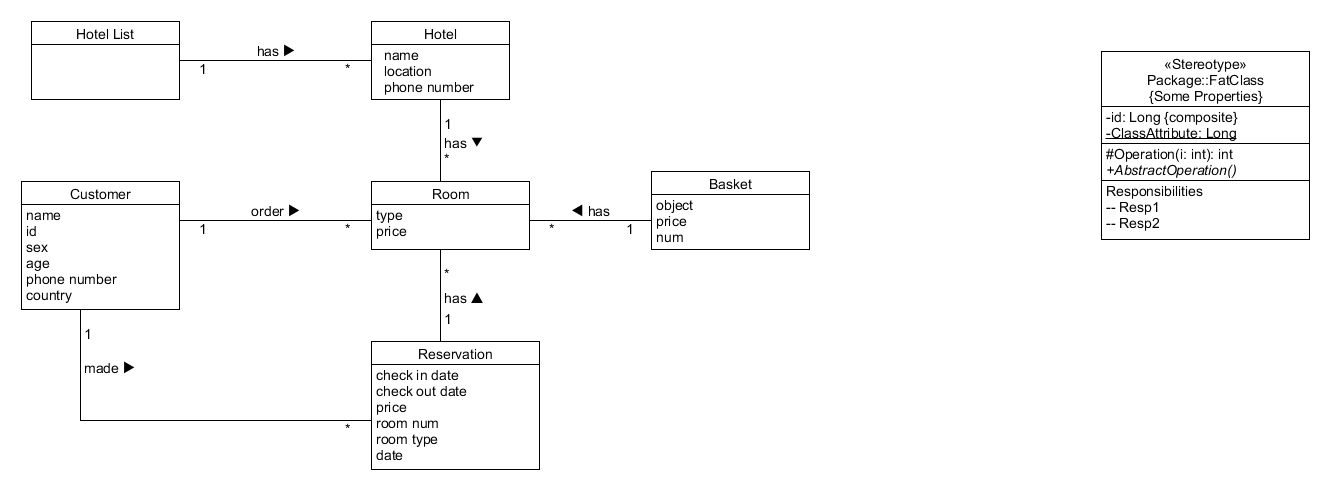 Hotel List
has ▶
1
*
Hotel
name
location
phone number
1
has ▼
*
Customer
name
id
sex
age
phone number
country
order ▶
1
*
Room
type
price
◀ has
*
1
Basket
object
price
num
*
has ▲
1
1
made ▶
*
Reservation
check in date
check out date
price
room num
room type
date
«Stereotype»
Package::FatClass
{Some Properties}
-id: Long {composite}
-ClassAttribute: Long
#Operation(i: int): int
+AbstractOperation()
Responsibilities
-- Resp1
-- Resp2